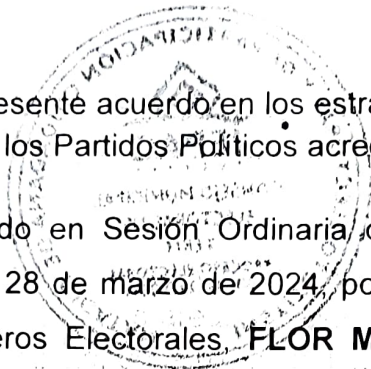 esente acuerdo en los estra
los Partidos Políticos acre
do en Sesión Ordinaria
28 de marzo de 2024, po
eros Electorales, FLOR M